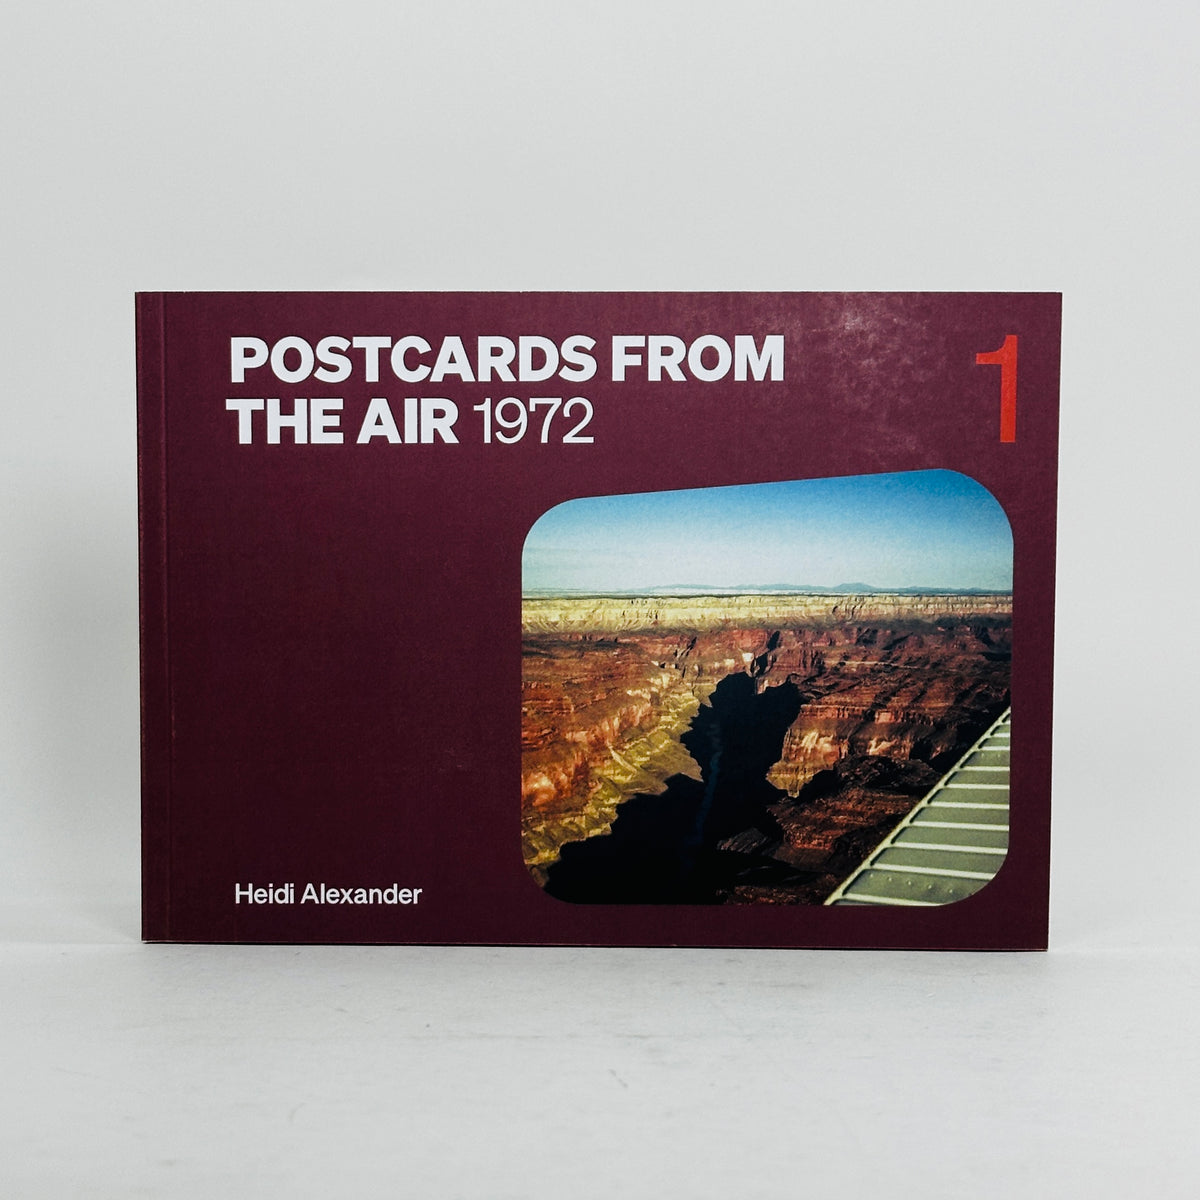 POSTCARDS FROM
THE AIR 1972
1
Heidi Alexander